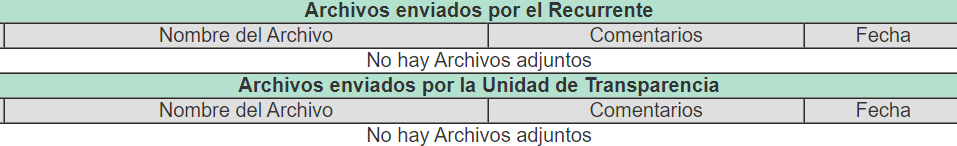 Archivos enviados por el Recurrente
Nombre del Archivo Comentarios Fecha
No hay Archivos adjuntos
Archivos enviados por la Unidad de Transparencia
Nombre del Archivo Comentarios Fecha
No hay Archivos adjuntos